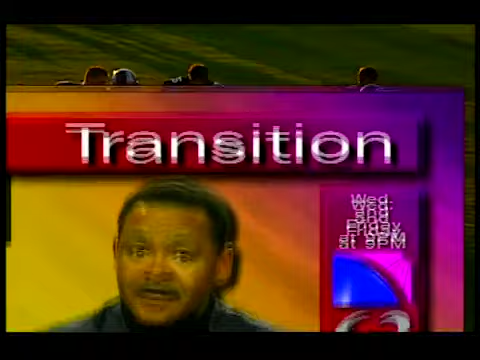 Transition
Wed.
and
Friday
at 9PM